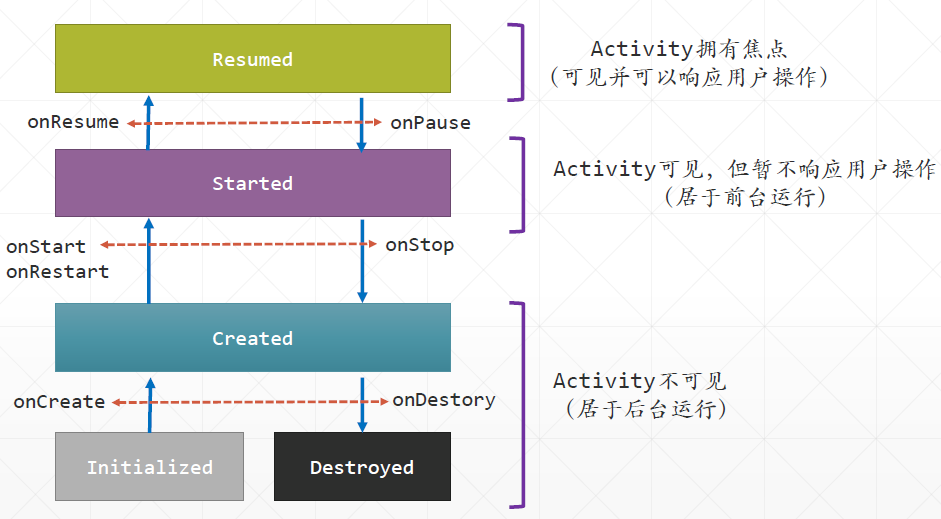 Resumed
Activity拥有焦点
（可见并可以响应用户操作）
onResume
onPause
Started
Activity可见，但暂不响应用户操作
（居于前台运行）
onStart
onRestart
onStop
Created
Activity不可见
（居于后台运行）
onCreate
onDestory
Initialized
Destroyed